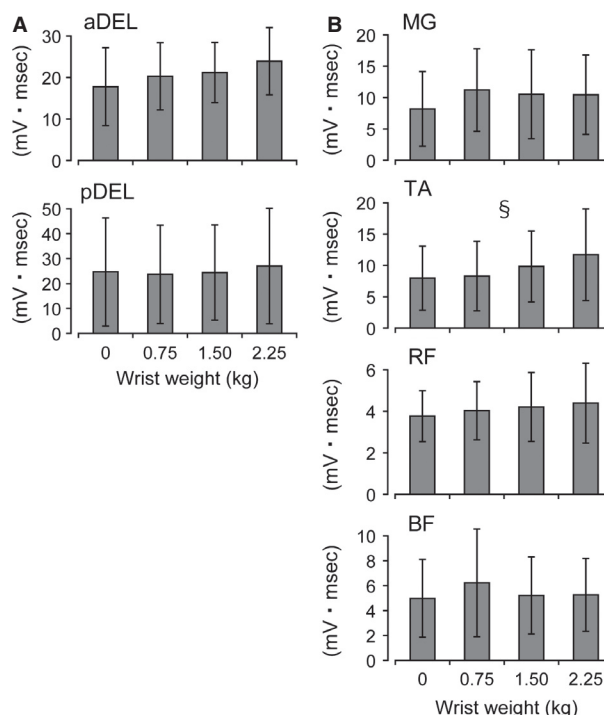 A
aDEL
(mV・msec)
30
20
10
0
pDEL
(mV・msec)
50
40
30
20
10
0
0 0.75 1.50 2.25
Wrist weight (kg)
B
MG
(mV・msec)
20
15
10
5
0
TA
§
(mV・msec)
20
15
10
5
0
RF
(mV・msec)
6
4
2
0
BF
(mV・msec)
10
8
6
4
2
0
0 0.75 1.50 2.25
Wrist weight (kg)